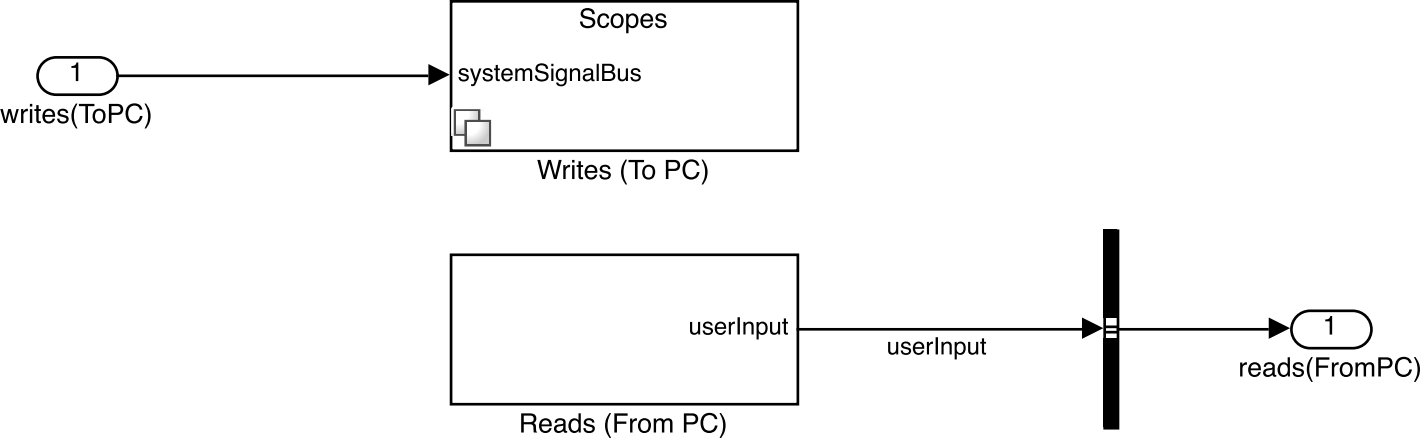 Scopes
1
systemSignalBus
writes(ToPC)
Writes (To PC)
userInput
1
userInput
reads(FromPC)
Reads (From PC)